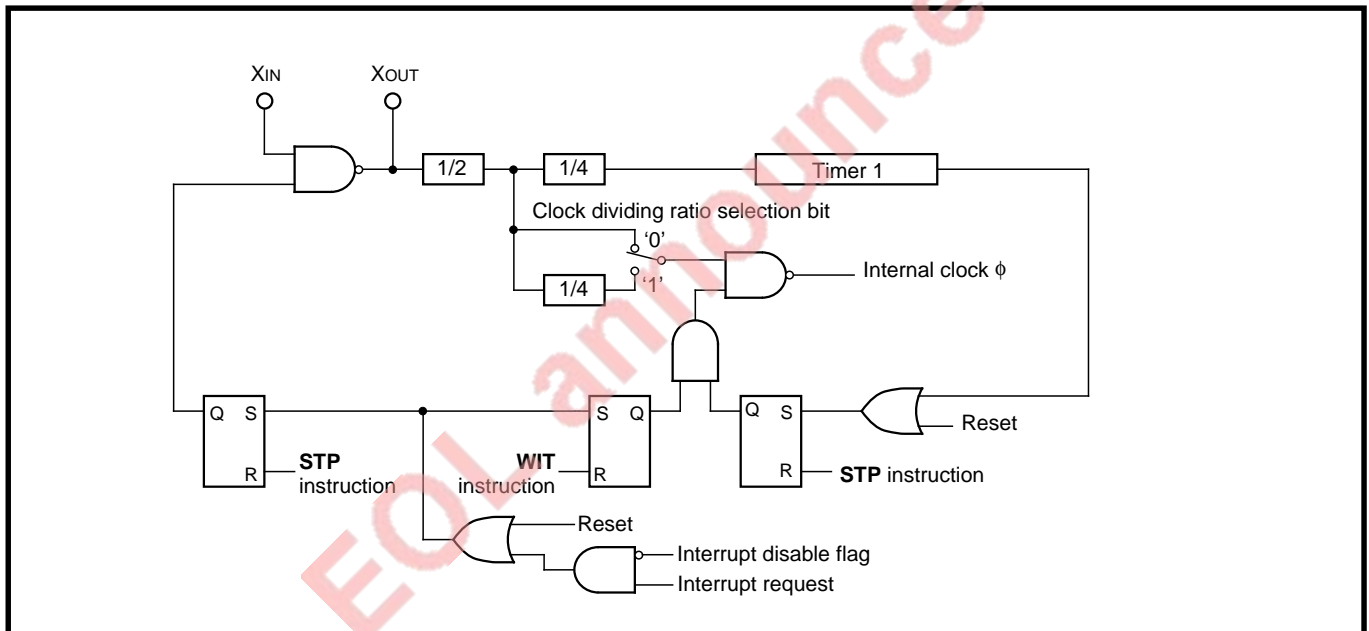 XIN
XOUT
1/2
1/4
Timer 1
Clock dividing ratio selection bit
‘0’
‘1’
1/4
Internal clock ϕ
Q S
R
STP
instruction
WIT
instruction
S Q
R
Q S
R
STP instruction
Reset
Reset
Interrupt disable flag
Interrupt request
EOL announce